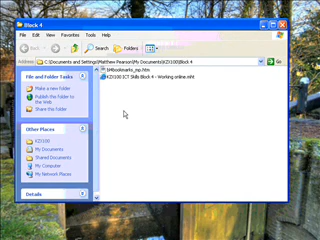 Block 4
File Edit View Favorites Tools Help
Back Search Folders
Address C:\Documents and Settings\Matthew Pearson\My Documents\KZ3100\Block 4 Go
File and Folder Tasks
Make a new folder
Publish this folder to the Web
Share this folder
Other Places
My Documents
Shared Documents
My Computer
My Network Places
Details
ICT Skills Block 4 - Working online.mht